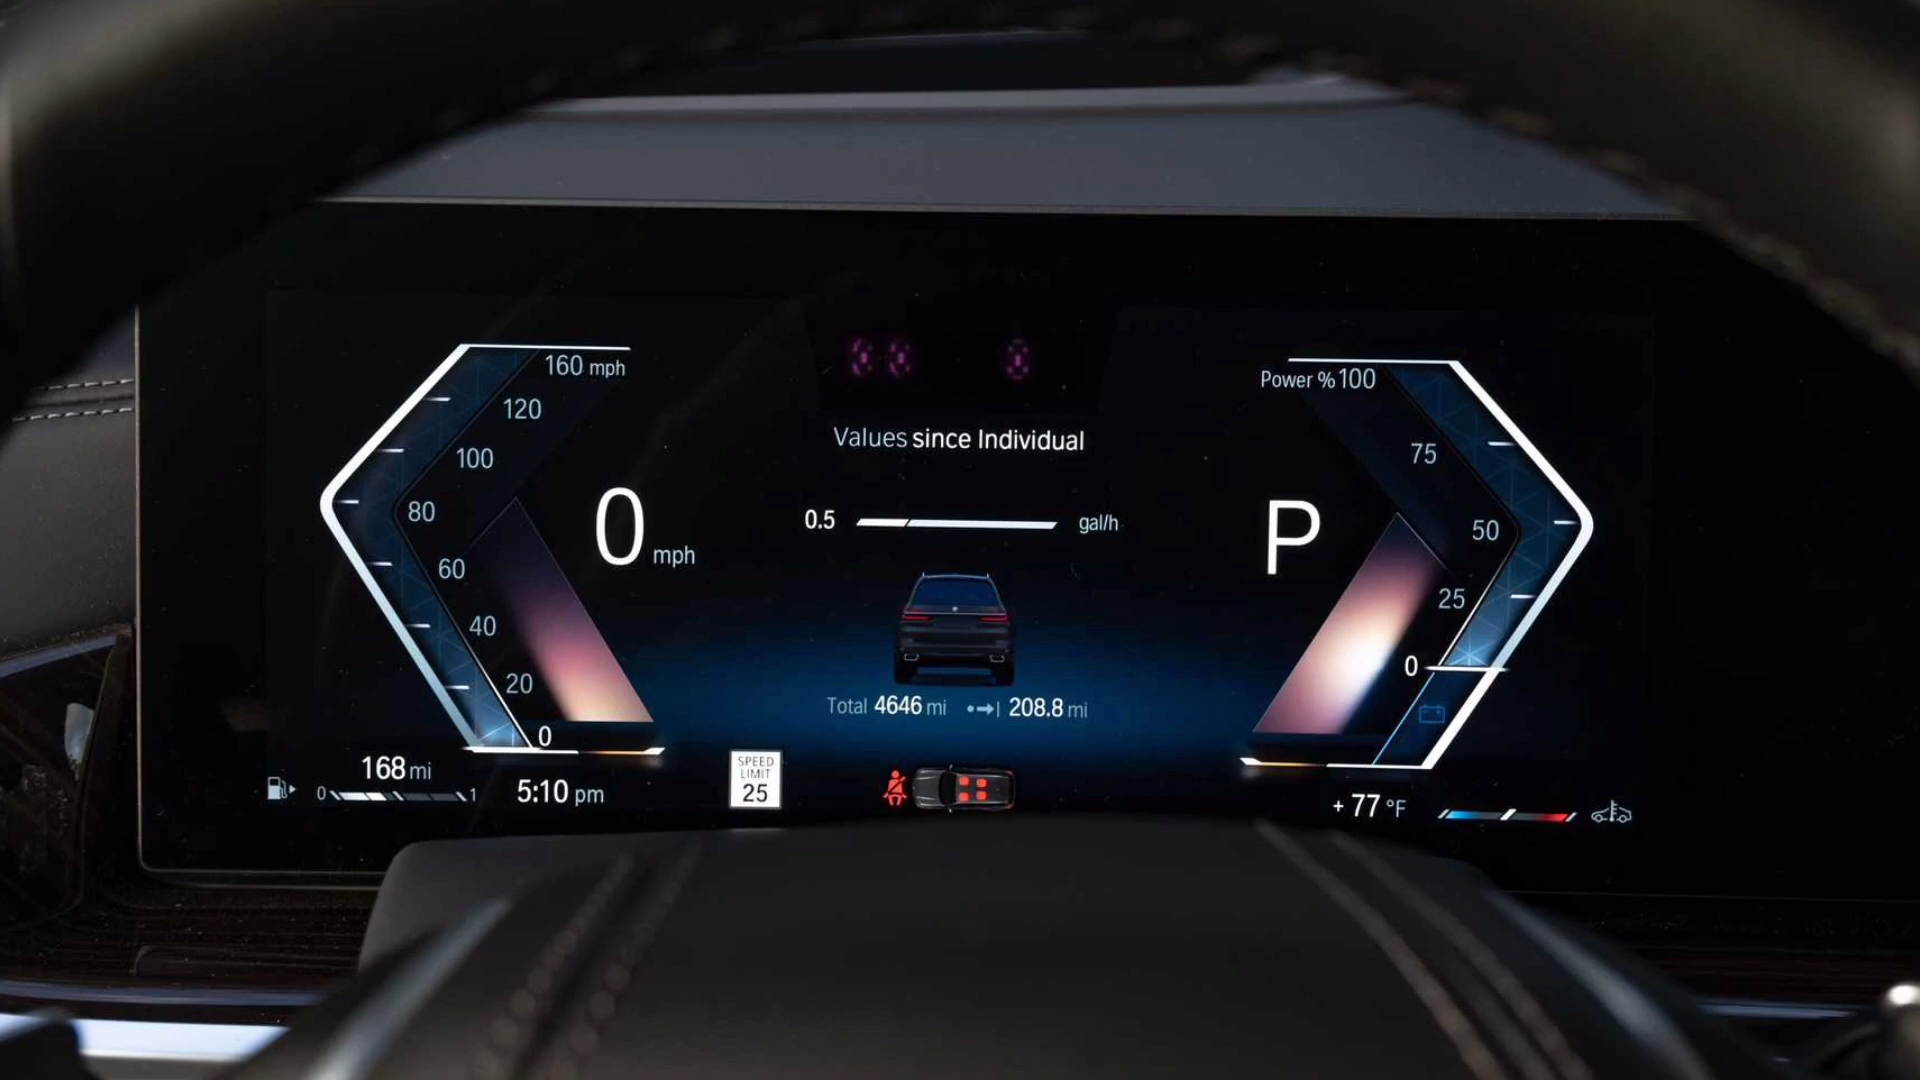 160 mph
120
100
80
60
40
20
0
0 mph
Values since Individual
0.5 gal/h
Total 4646 mi 208.8 mi
Power % 100
75
50
25
0
P
168 mi
0 1
5:10 pm
SPEED
LIMIT
25
+ 77 °F